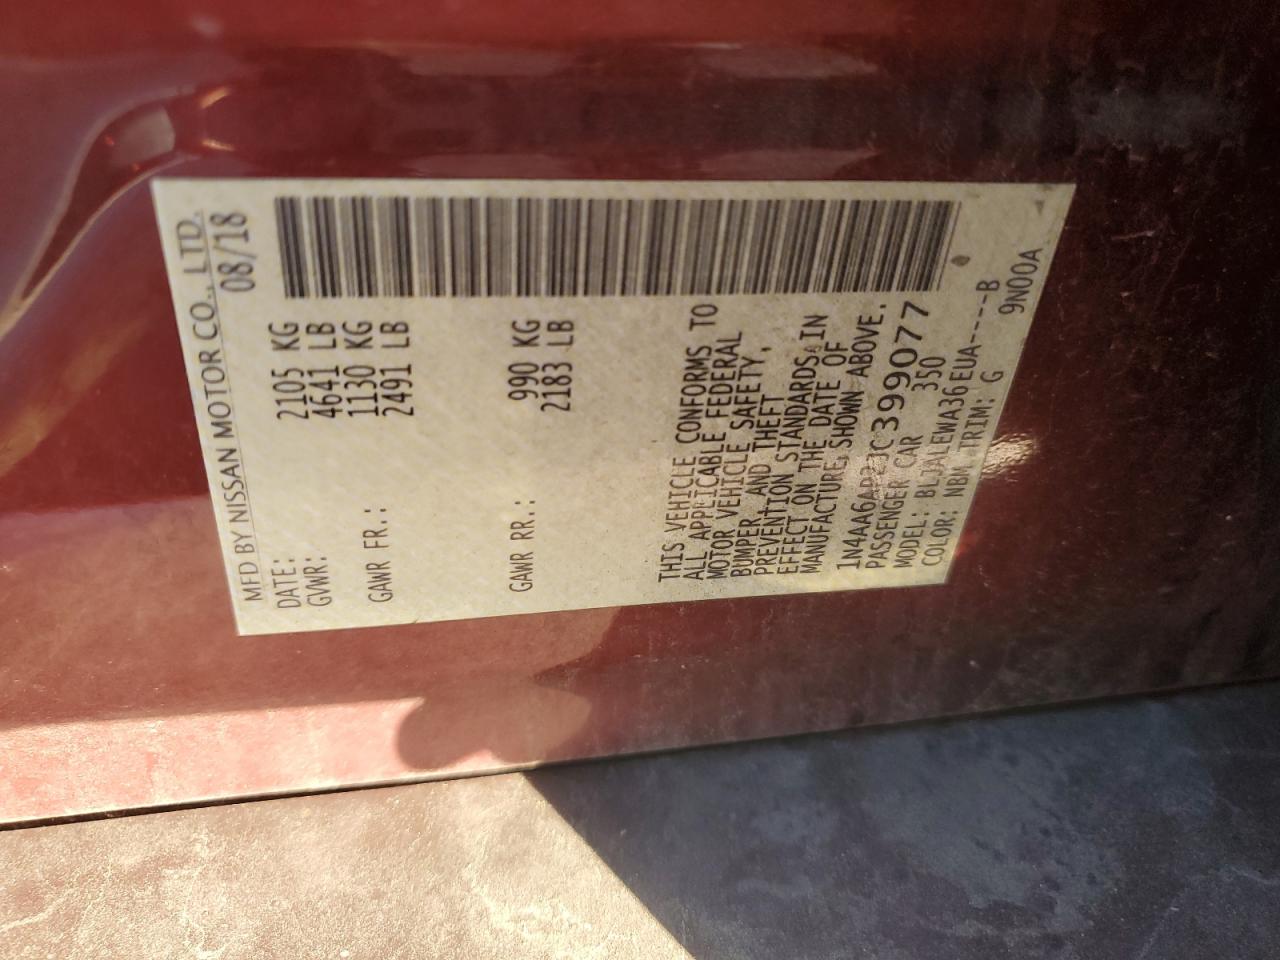 MFD BY NISSAN MOTOR CO., LTD.
DATE: 08/18
GVWR: 2105 KG
4641 LB
GAWR FR.: 1130 KG
2491 LB
GAWR RR.: 990 KG
2183 LB
THIS VEHICLE CONFORMS TO
ALL APPLICABLE FEDERAL
MOTOR VEHICLE SAFETY,
BUMPER, AND THEFT
PREVENTION STANDARDS IN
EFFECT ON THE DATE OF
MANUFACTURE SHOWN ABOVE.
1N4AA6AP2JC399077
PASSENGER CAR 350
MODEL: BLJALEWA36EUA----B
COLOR: NBM TRIM: G 9N00A